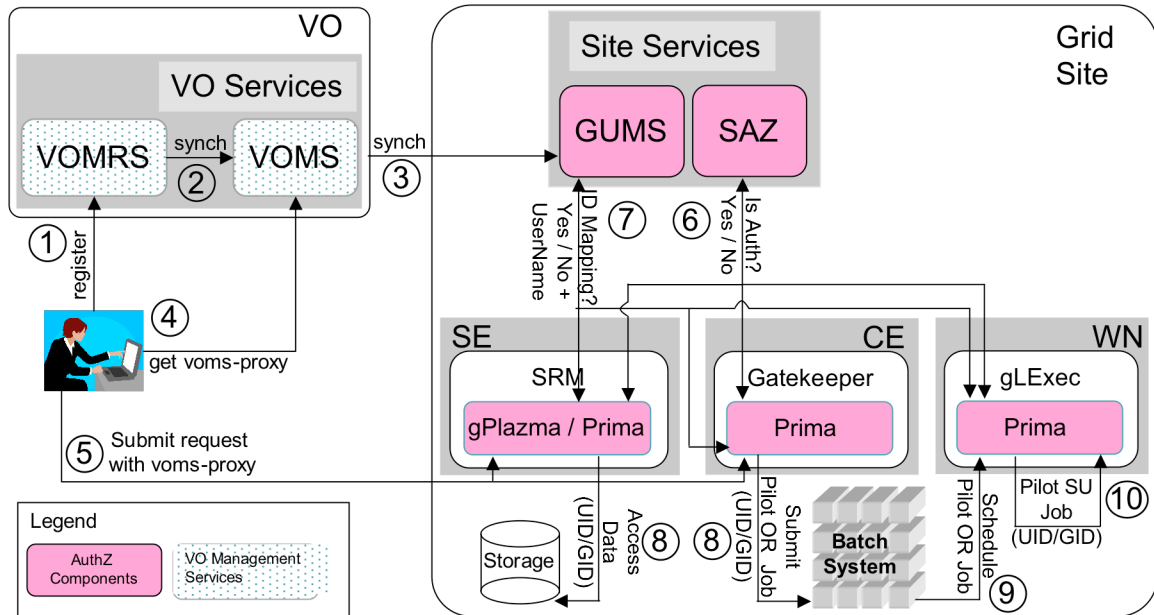 VO
VO Services
VOMRS
synch
2
VOMS
synch
3
Grid
Site
Site Services
GUMS
SAZ
ID Mapping?
Yes / No +
UserName
7
6
Is Auth?
Yes / No
1
register
4
get voms-proxy
5
Submit request
with voms-proxy
SE
SRM
gPlazma / Prima
CE
Gatekeeper
Prima
WN
gLExec
Prima
Storage
Access
Data
(UID/GID)
8
8
Submit
Pilot OR Job
(UID/GID)
Batch
System
Schedule
Pilot OR Job
9
Pilot SU
Job
(UID/GID)
10
Legend
AuthZ
Components
VO Management
Services